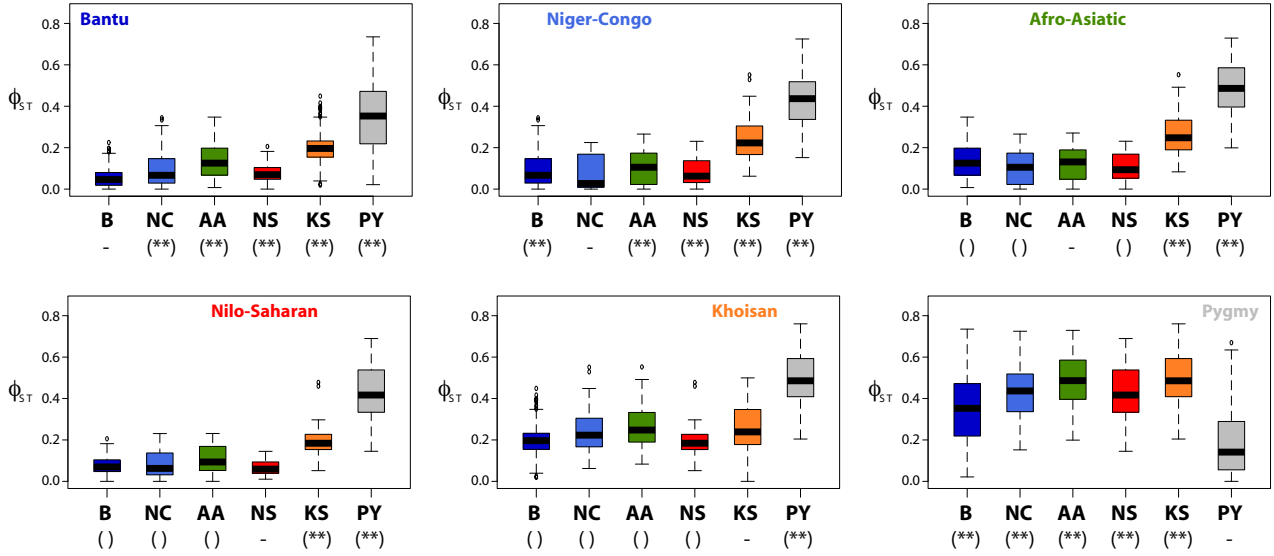 Bantu
Niger-Congo
Afro-Asiatic
0.8
0.6
0.4
0.2
0.0
ϕST
B NC AA NS KS PY
- (**) (**) (**) (**) (**)
0.8
0.6
0.4
0.2
0.0
ϕST
B NC AA NS KS PY
(**) - (**) (**) (**) (**)
0.8
0.6
0.4
0.2
0.0
ϕST
B NC AA NS KS PY
( ) ( ) - ( ) (**) (**)
Nilo-Saharan
Khoisan
Pygmy
0.8
0.6
0.4
0.2
0.0
ϕST
B NC AA NS KS PY
( ) ( ) ( ) - (**) (**)
0.8
0.6
0.4
0.2
0.0
ϕST
B NC AA NS KS PY
( ) ( ) ( ) ( ) - (**)
0.8
0.6
0.4
0.2
0.0
ϕST
B NC AA NS KS PY
(**) (**) (**) (**) (**) -